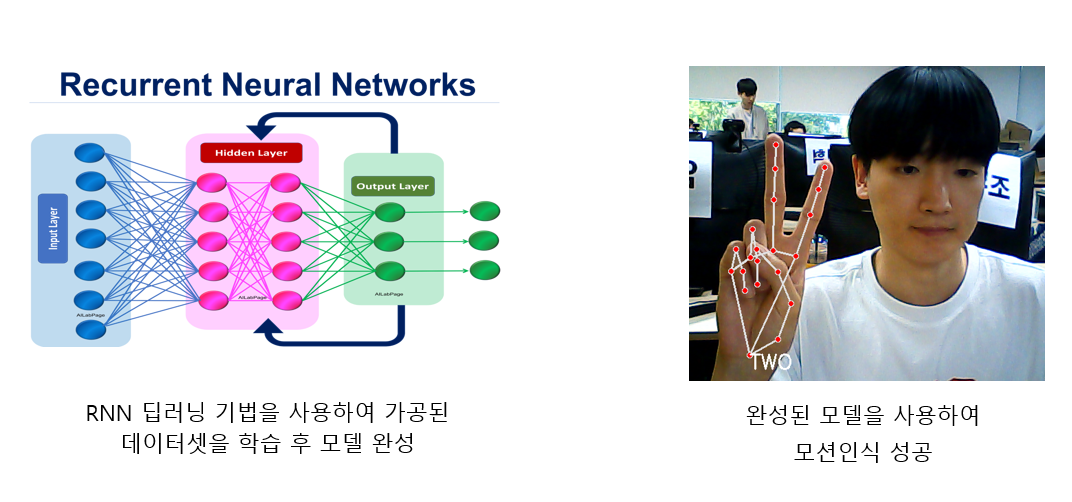 Recurrent Neural Networks
Hidden Layer
Output Layer
Input Layer
AILabPage
AILabPage
AILabPage
TWO
조
RNN 딥러닝 기법을 사용하여 가공된
데이터셋을 학습 후 모델 완성
완성된 모델을 사용하여
모션인식 성공